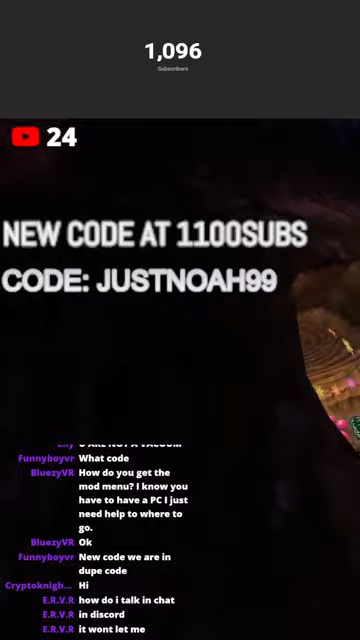 1,096
Subscribers
24
NEW CODE AT 1100SUBS
CODE: JUSTNOAH99
Funnyboyvr What code
BluezyVR How do you get the
mod menu? I know you
have to have a PC I just
need help to where to
go.
BluezyVR Ok
Funnyboyvr New code we are in
dupe code
Cryptoknigh... Hi
E.R.V.R how do i talk in chat
E.R.V.R in discord
E.R.V.R it wont let me